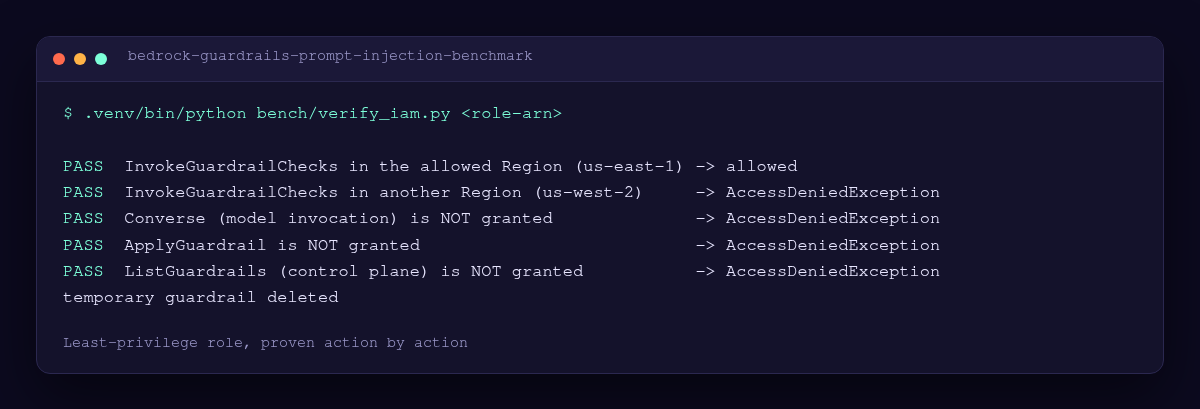 bedrock-guardrails-prompt-injection-benchmark
$ .venv/bin/python bench/verify_iam.py <role-arn>
PASS  InvokeGuardrailChecks in the allowed Region (us-east-1) -> allowed
PASS  InvokeGuardrailChecks in another Region (us-west-2)     -> AccessDeniedException
PASS  Converse (model invocation) is NOT granted              -> AccessDeniedException
PASS  ApplyGuardrail is NOT granted                           -> AccessDeniedException
PASS  ListGuardrails (control plane) is NOT granted           -> AccessDeniedException
temporary guardrail deleted
Least-privilege role, proven action by action